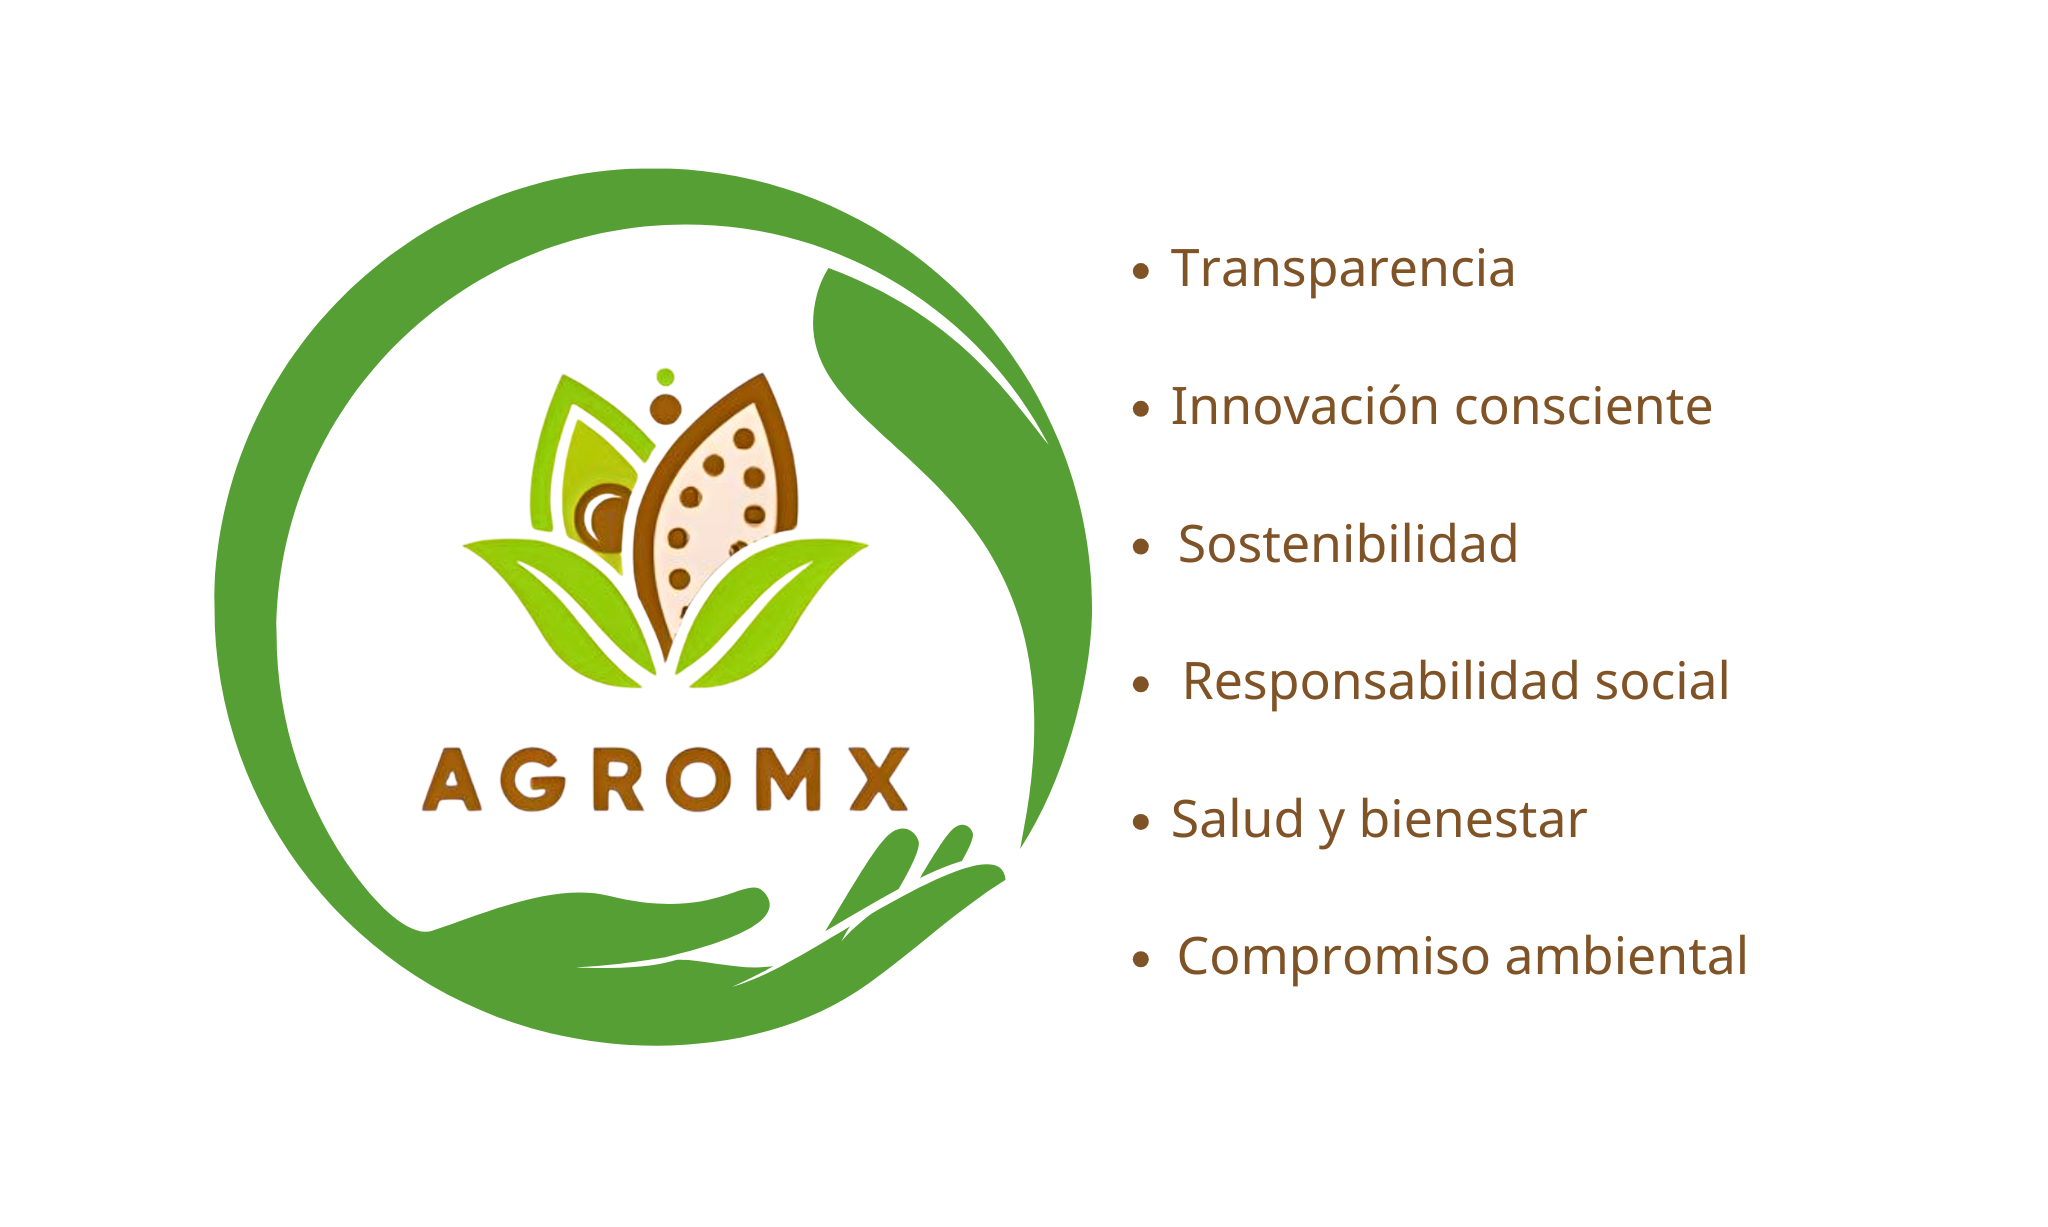 AGROMX
• Transparencia
• Innovación consciente
• Sostenibilidad
• Responsabilidad social
• Salud y bienestar
• Compromiso ambiental